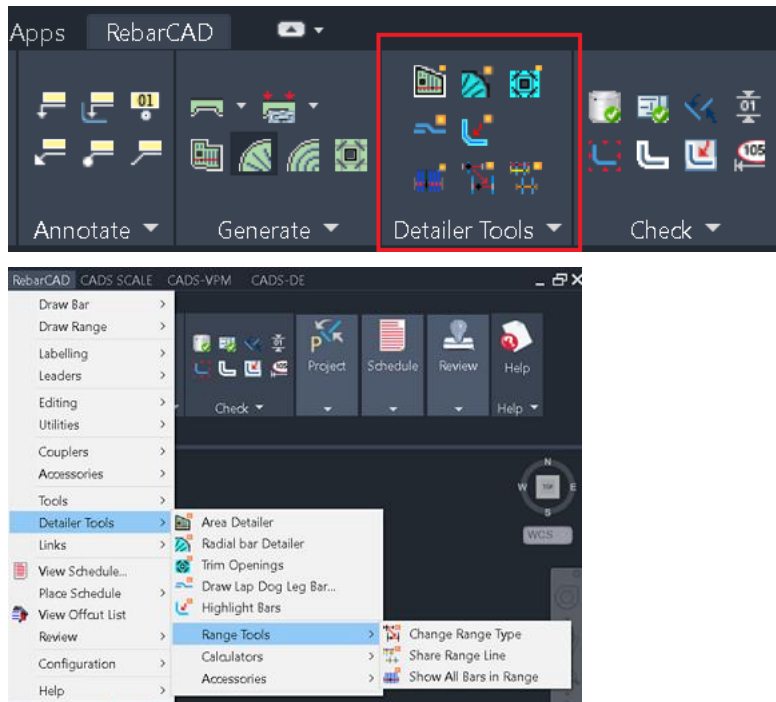 Apps RebarCAD
01
01
105
Annotate Generate Detailer Tools Check
RebarCAD CADS SCALE CADS-VPM CADS-DE
Draw Bar
Draw Range
Labelling
Leaders
Editing
Utilities
Couplers
Accessories
Tools
Detailer Tools
Links
View Schedule...
Place Schedule
View Offcut List
Review
Configuration
Help
01
105
P
Check
Project
Schedule
Review
Help
Help
N
W TOP E
S
WCS
Area Detailer
Radial bar Detailer
Trim Openings
Draw Lap Dog Leg Bar...
Highlight Bars
Range Tools
Calculators
Accessories
Change Range Type
Share Range Line
Show All Bars in Range